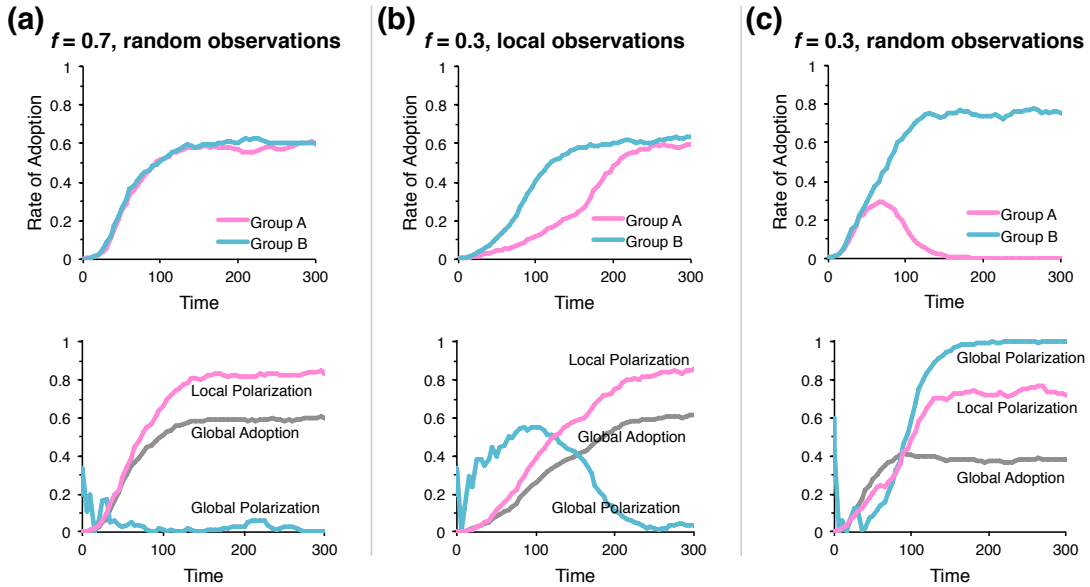 (a)
f = 0.7, random observations
1
0.8
0.6
0.4
0.2
0
Rate of Adoption
Group A
Group B
0 100 200 300
Time
1
0.8
0.6
0.4
0.2
0
Local Polarization
Global Adoption
Global Polarization
0 100 200 300
Time
(b)
f = 0.3, local observations
1
0.8
0.6
0.4
0.2
0
Rate of Adoption
Group A
Group B
0 100 200 300
Time
1
0.8
0.6
0.4
0.2
0
Local Polarization
Global Adoption
Global Polarization
0 100 200 300
Time
(c)
f = 0.3, random observations
1
0.8
0.6
0.4
0.2
0
Rate of Adoption
Group A
Group B
0 100 200 300
Time
1
0.8
0.6
0.4
0.2
0
Global Polarization
Local Polarization
Global Adoption
0 100 200 300
Time